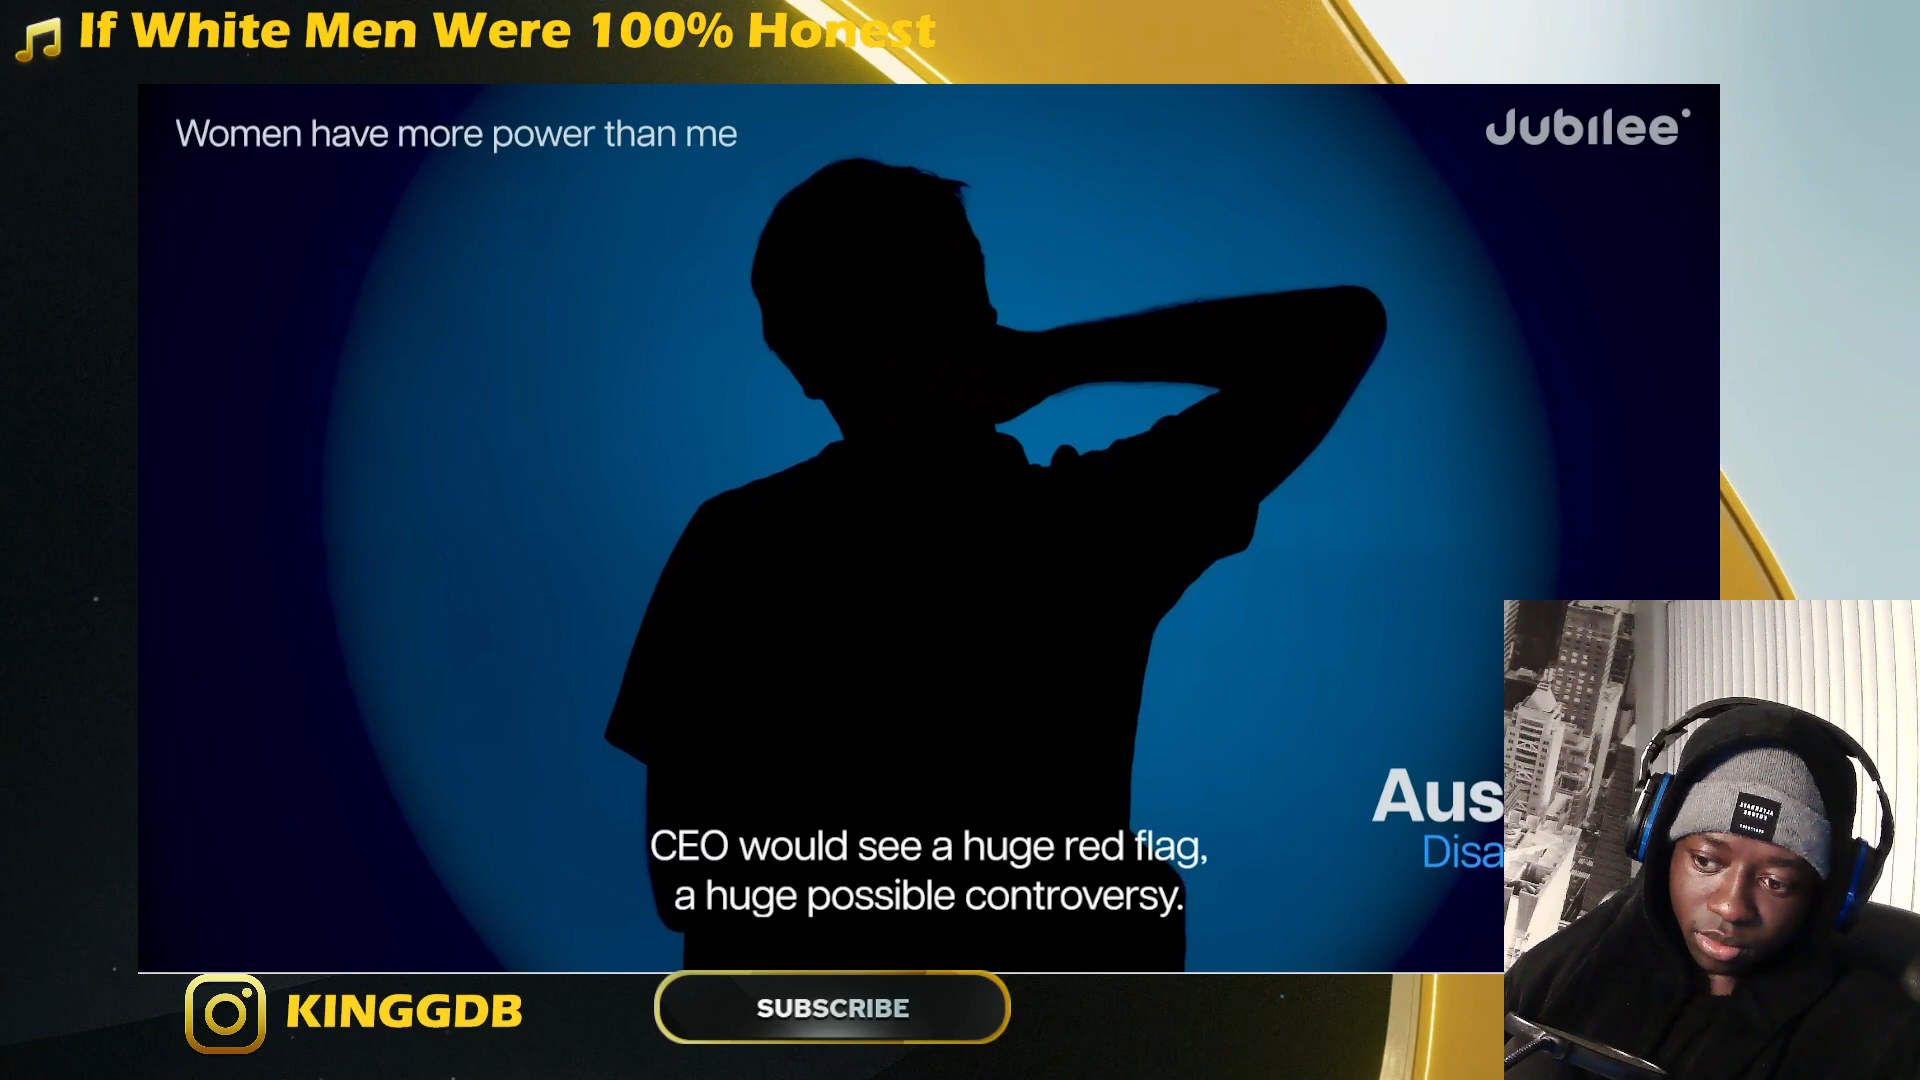 If White Men Were 100% Honest
Women have more power than me
Jubilee
Aus
Disa
CEO would see a huge red flag,
a huge possible controversy.
KINGGDB
SUBSCRIBE